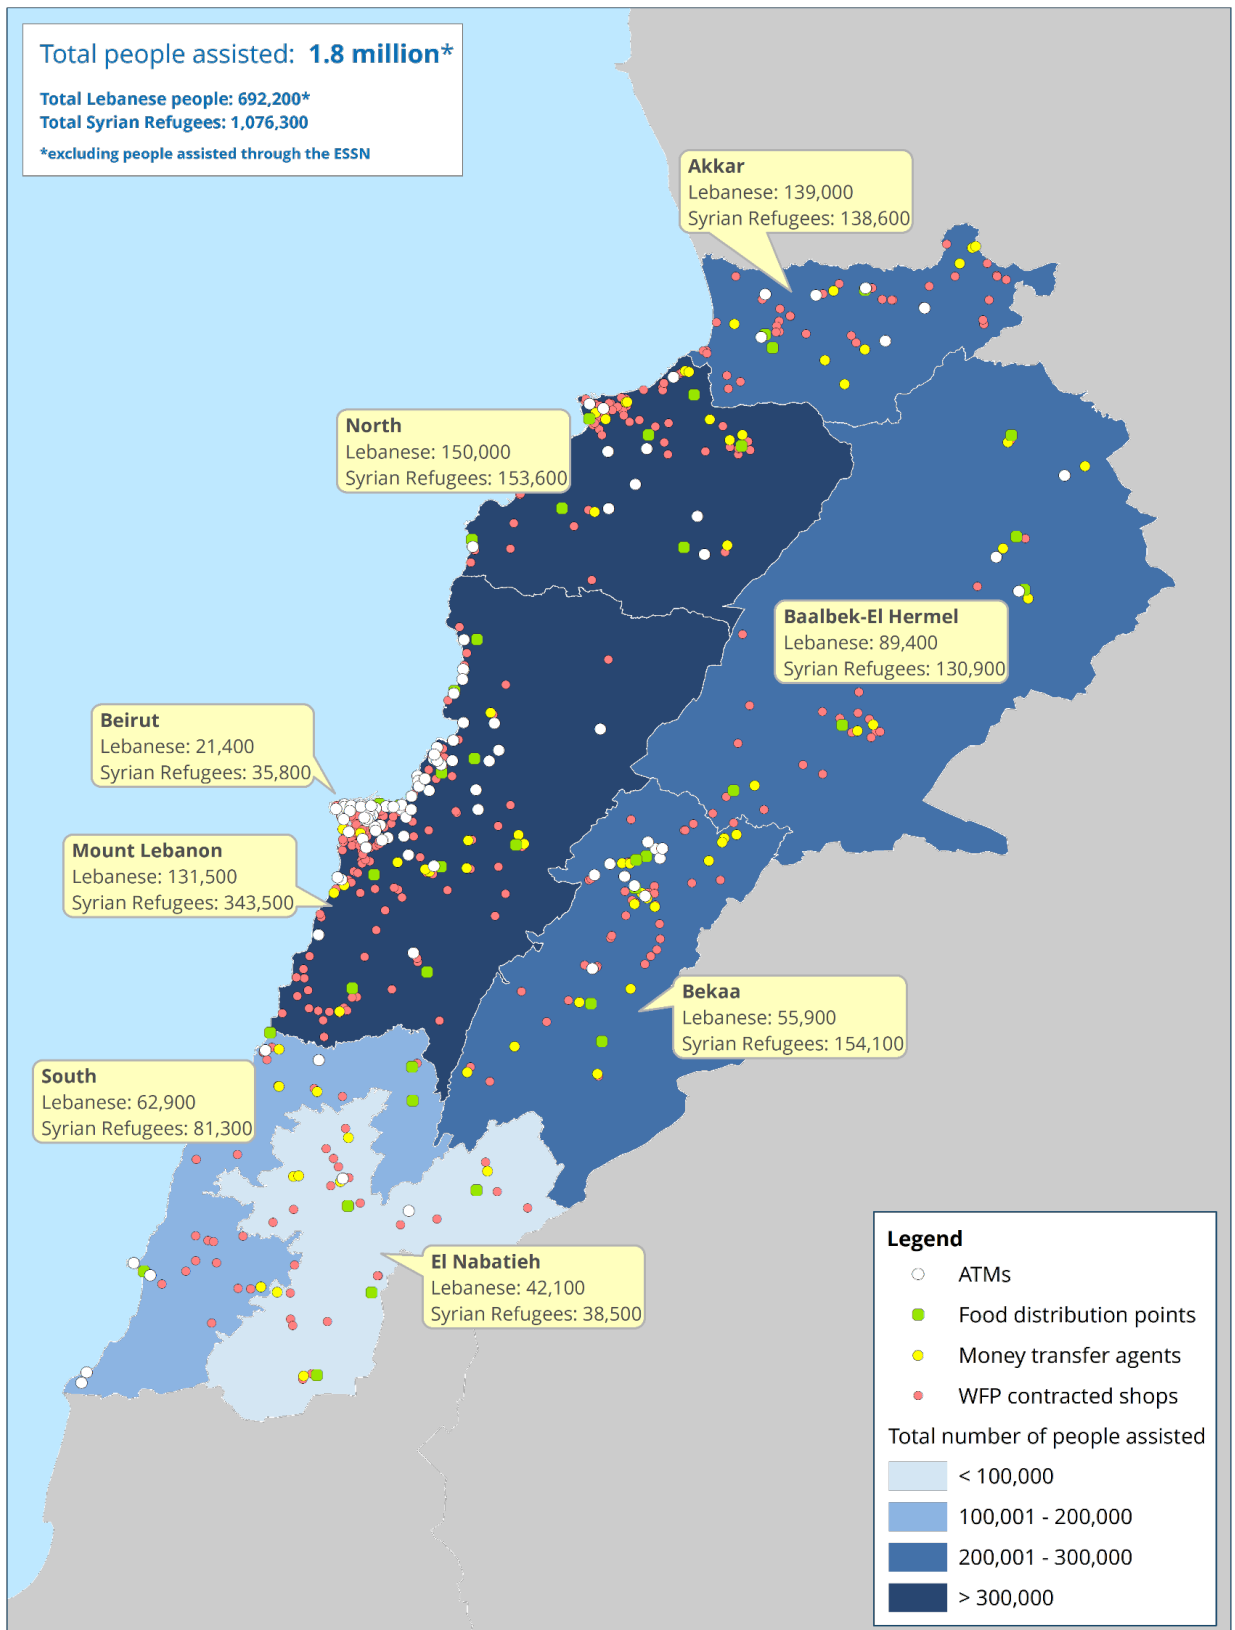 Total people assisted: 1.8 million*
Total Lebanese people: 692,200*
Total Syrian Refugees: 1,076,300
*excluding people assisted through the ESSN
Akkar
Lebanese: 139,000
Syrian Refugees: 138,600
North
Lebanese: 150,000
Syrian Refugees: 153,600
Baalbek-El Hermel
Lebanese: 89,400
Syrian Refugees: 130,900
Beirut
Lebanese: 21,400
Syrian Refugees: 35,800
Mount Lebanon
Lebanese: 131,500
Syrian Refugees: 343,500
Bekaa
Lebanese: 55,900
Syrian Refugees: 154,100
South
Lebanese: 62,900
Syrian Refugees: 81,300
El Nabatieh
Lebanese: 42,100
Syrian Refugees: 38,500
Legend
ATMs
Food distribution points
Money transfer agents
WFP contracted shops
Total number of people assisted
< 100,000
100,001 - 200,000
200,001 - 300,000
> 300,000